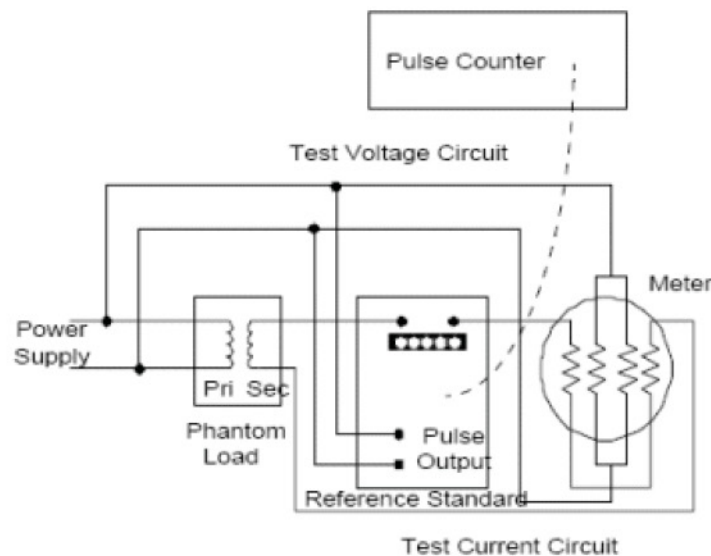 Pulse Counter
Test Voltage Circuit
Meter
Power
Supply
Pri Sec
Phantom
Load
Pulse
Output
Reference Standard
Test Current Circuit